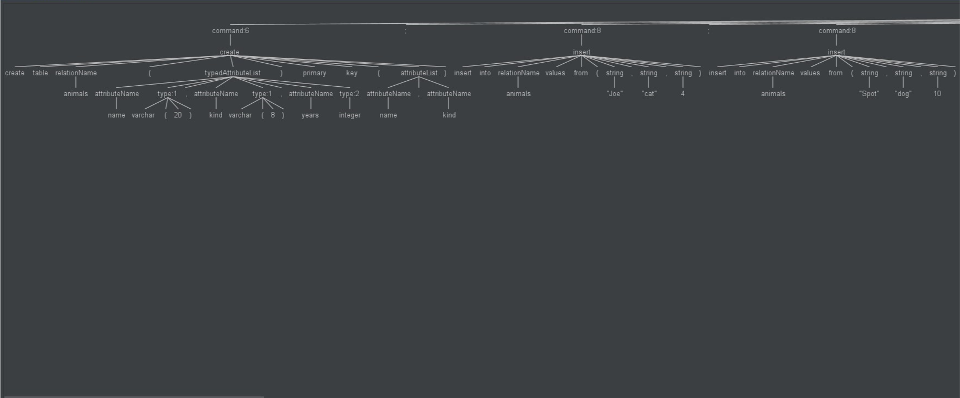 command:6 ; command:8 ; command:8
create insert insert
create table relationName ( typedAttributeList ) primary key ( attributeList ) insert into relationName values from ( string , string , string ) insert into relationName values from ( string , string , string )
animals attributeName type:1 , attributeName type:1 , attributeName type:2 attributeName , attributeName animals "Joe" "cat" 4 animals "Spot" "dog" 10
name varchar ( 20 ) kind varchar ( 8 ) years integer name kind